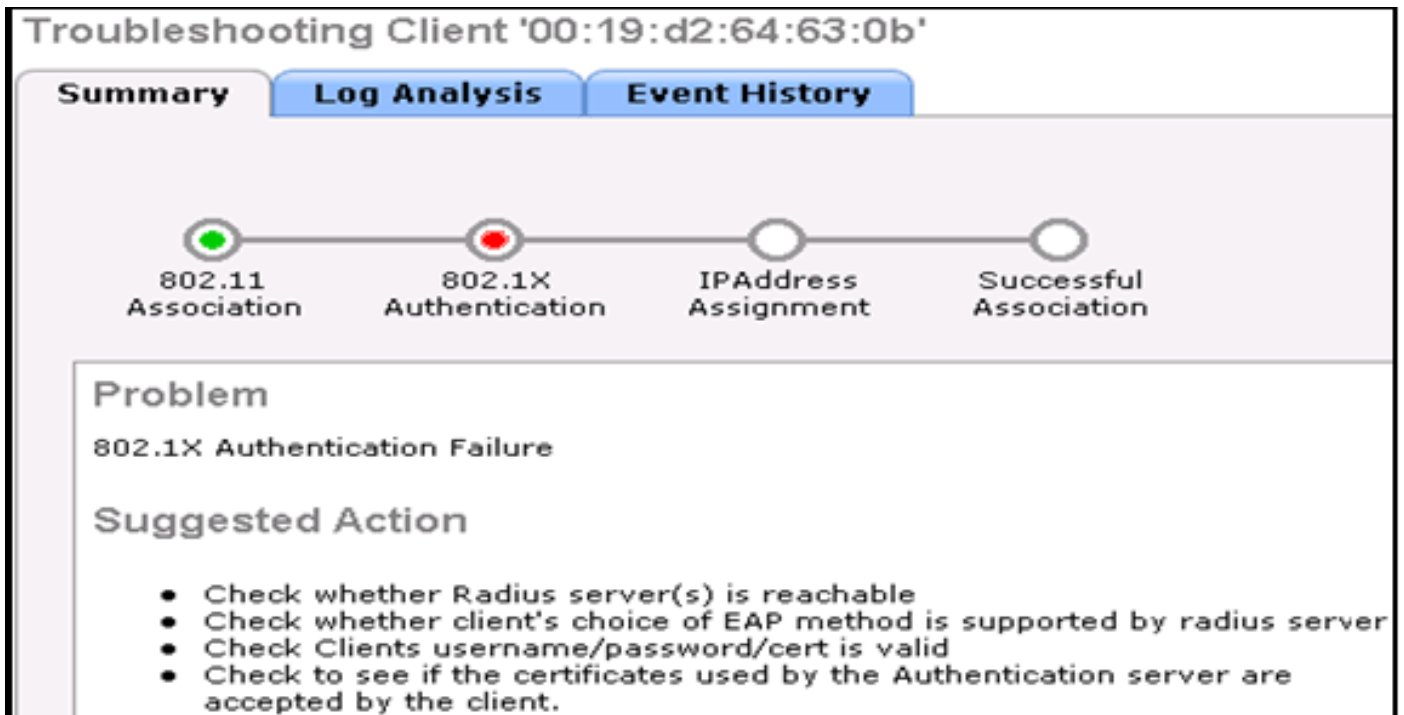 Troubleshooting Client '00:19:d2:64:63:0b'
Summary
Log Analysis
Event History
802.11
Association
802.1X
Authentication
IPAddress
Assignment
Successful
Association
Problem
802.1X Authentication Failure
Suggested Action
• Check whether Radius server(s) is reachable
• Check whether client's choice of EAP method is supported by radius server
• Check Clients username/password/cert is valid
• Check to see if the certificates used by the Authentication server are
accepted by the client.